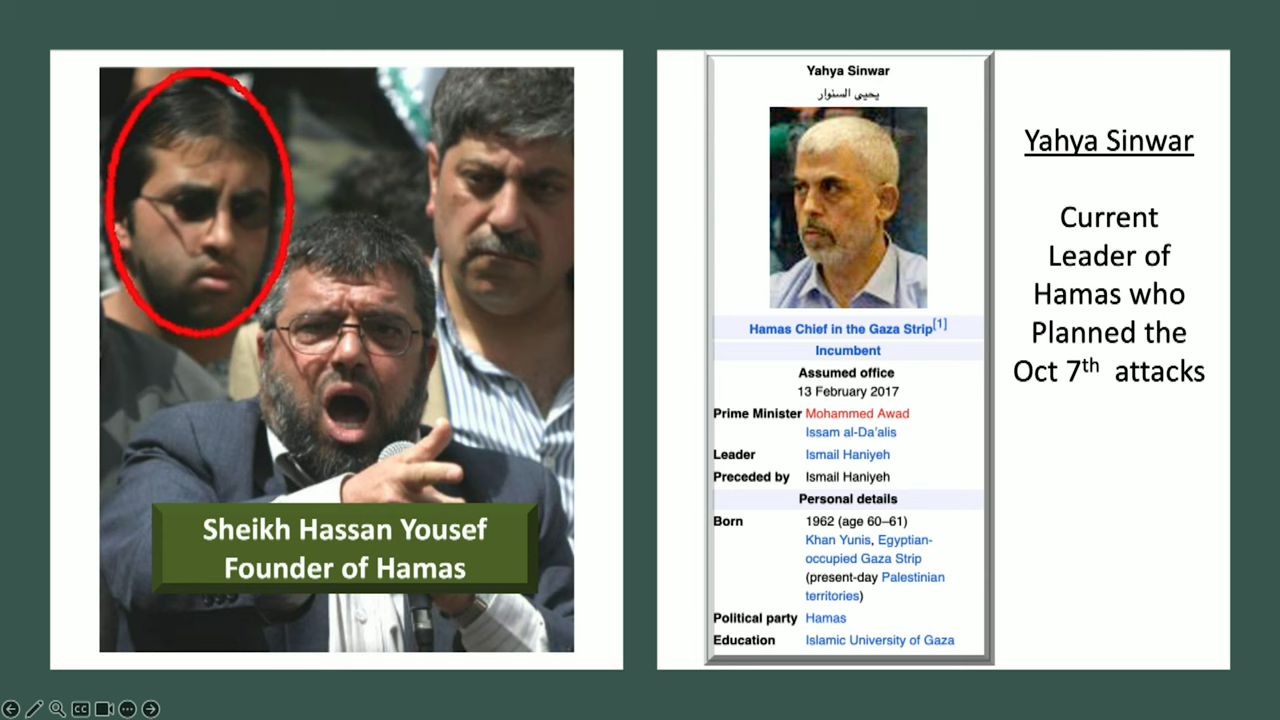 Sheikh Hassan Yousef
Founder of Hamas
Yahya Sinwar
يحيى السنوار
Hamas Chief in the Gaza Strip[1]
Incumbent
Assumed office
13 February 2017
Prime Minister Mohammed Awad
Issam al-Da'alis
Leader Ismail Haniyeh
Preceded by Ismail Haniyeh
Personal details
Born 1962 (age 60–61)
Khan Yunis, Egyptian-
occupied Gaza Strip
(present-day Palestinian
territories)
Political party Hamas
Education Islamic University of Gaza
Yahya Sinwar
Current
Leader of
Hamas who
Planned the
Oct 7th attacks
CC